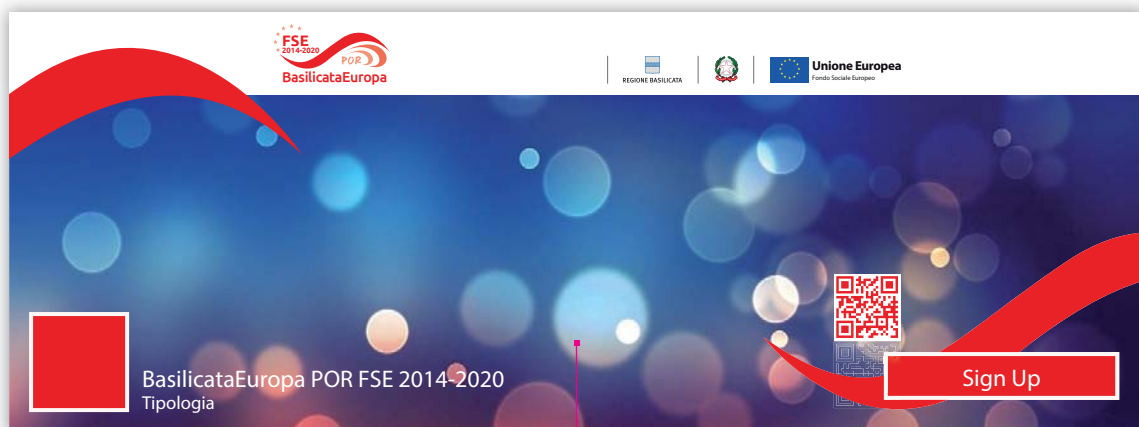 FSE
2014-2020
POR
BasilicataEuropa
REGIONE BASILICATA
Unione Europea
Fondo Sociale Europeo
BasilicataEuropa POR FSE 2014-2020
Tipologia
Sign Up